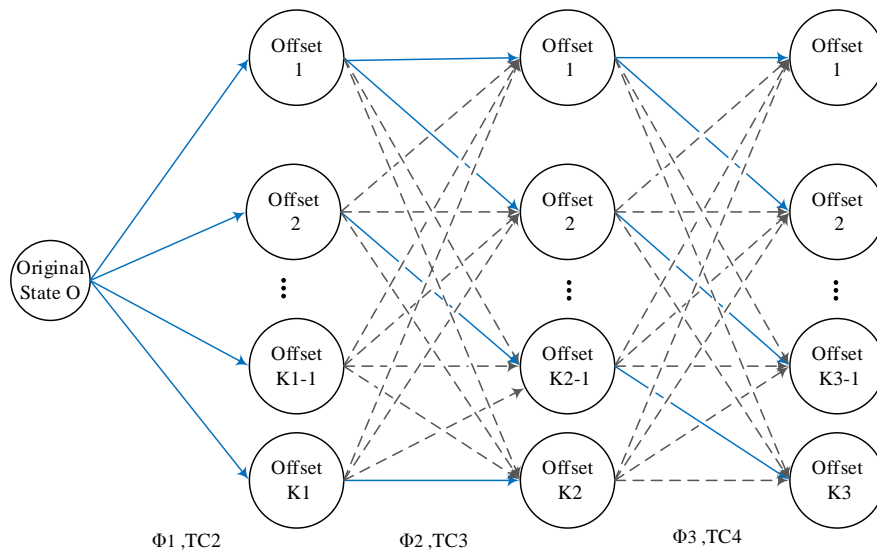 Offset
1
Offset
1
Offset
1
Offset
2
Offset
2
Offset
2
Original
State O
Offset
K1-1
Offset
K2-1
Offset
K3-1
Offset
K1
Offset
K2
Offset
K3
Φ1 ,TC2
Φ2 ,TC3
Φ3 ,TC4